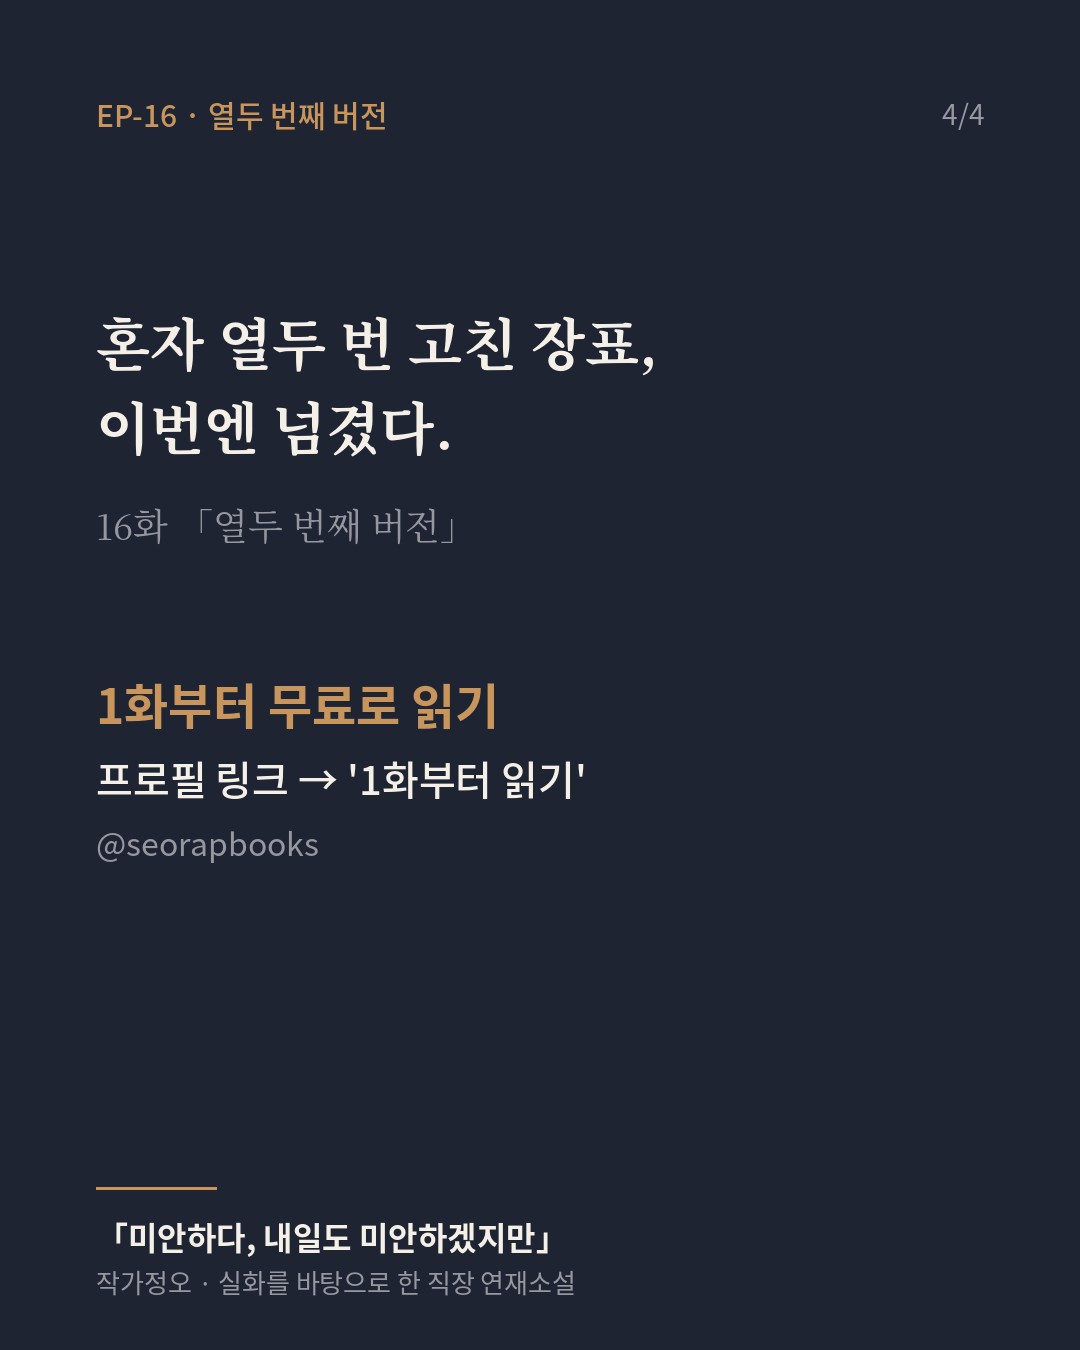 EP-16 · 열두 번째 버전
4/4
혼자 열두 번 고친 장표,
이번엔 넘겼다.
16화 「열두 번째 버전」
1화부터 무료로 읽기
프로필 링크 → '1화부터 읽기'
@seorapbooks
「미안하다, 내일도 미안하겠지만」
작가정오 · 실화를 바탕으로 한 직장 연재소설